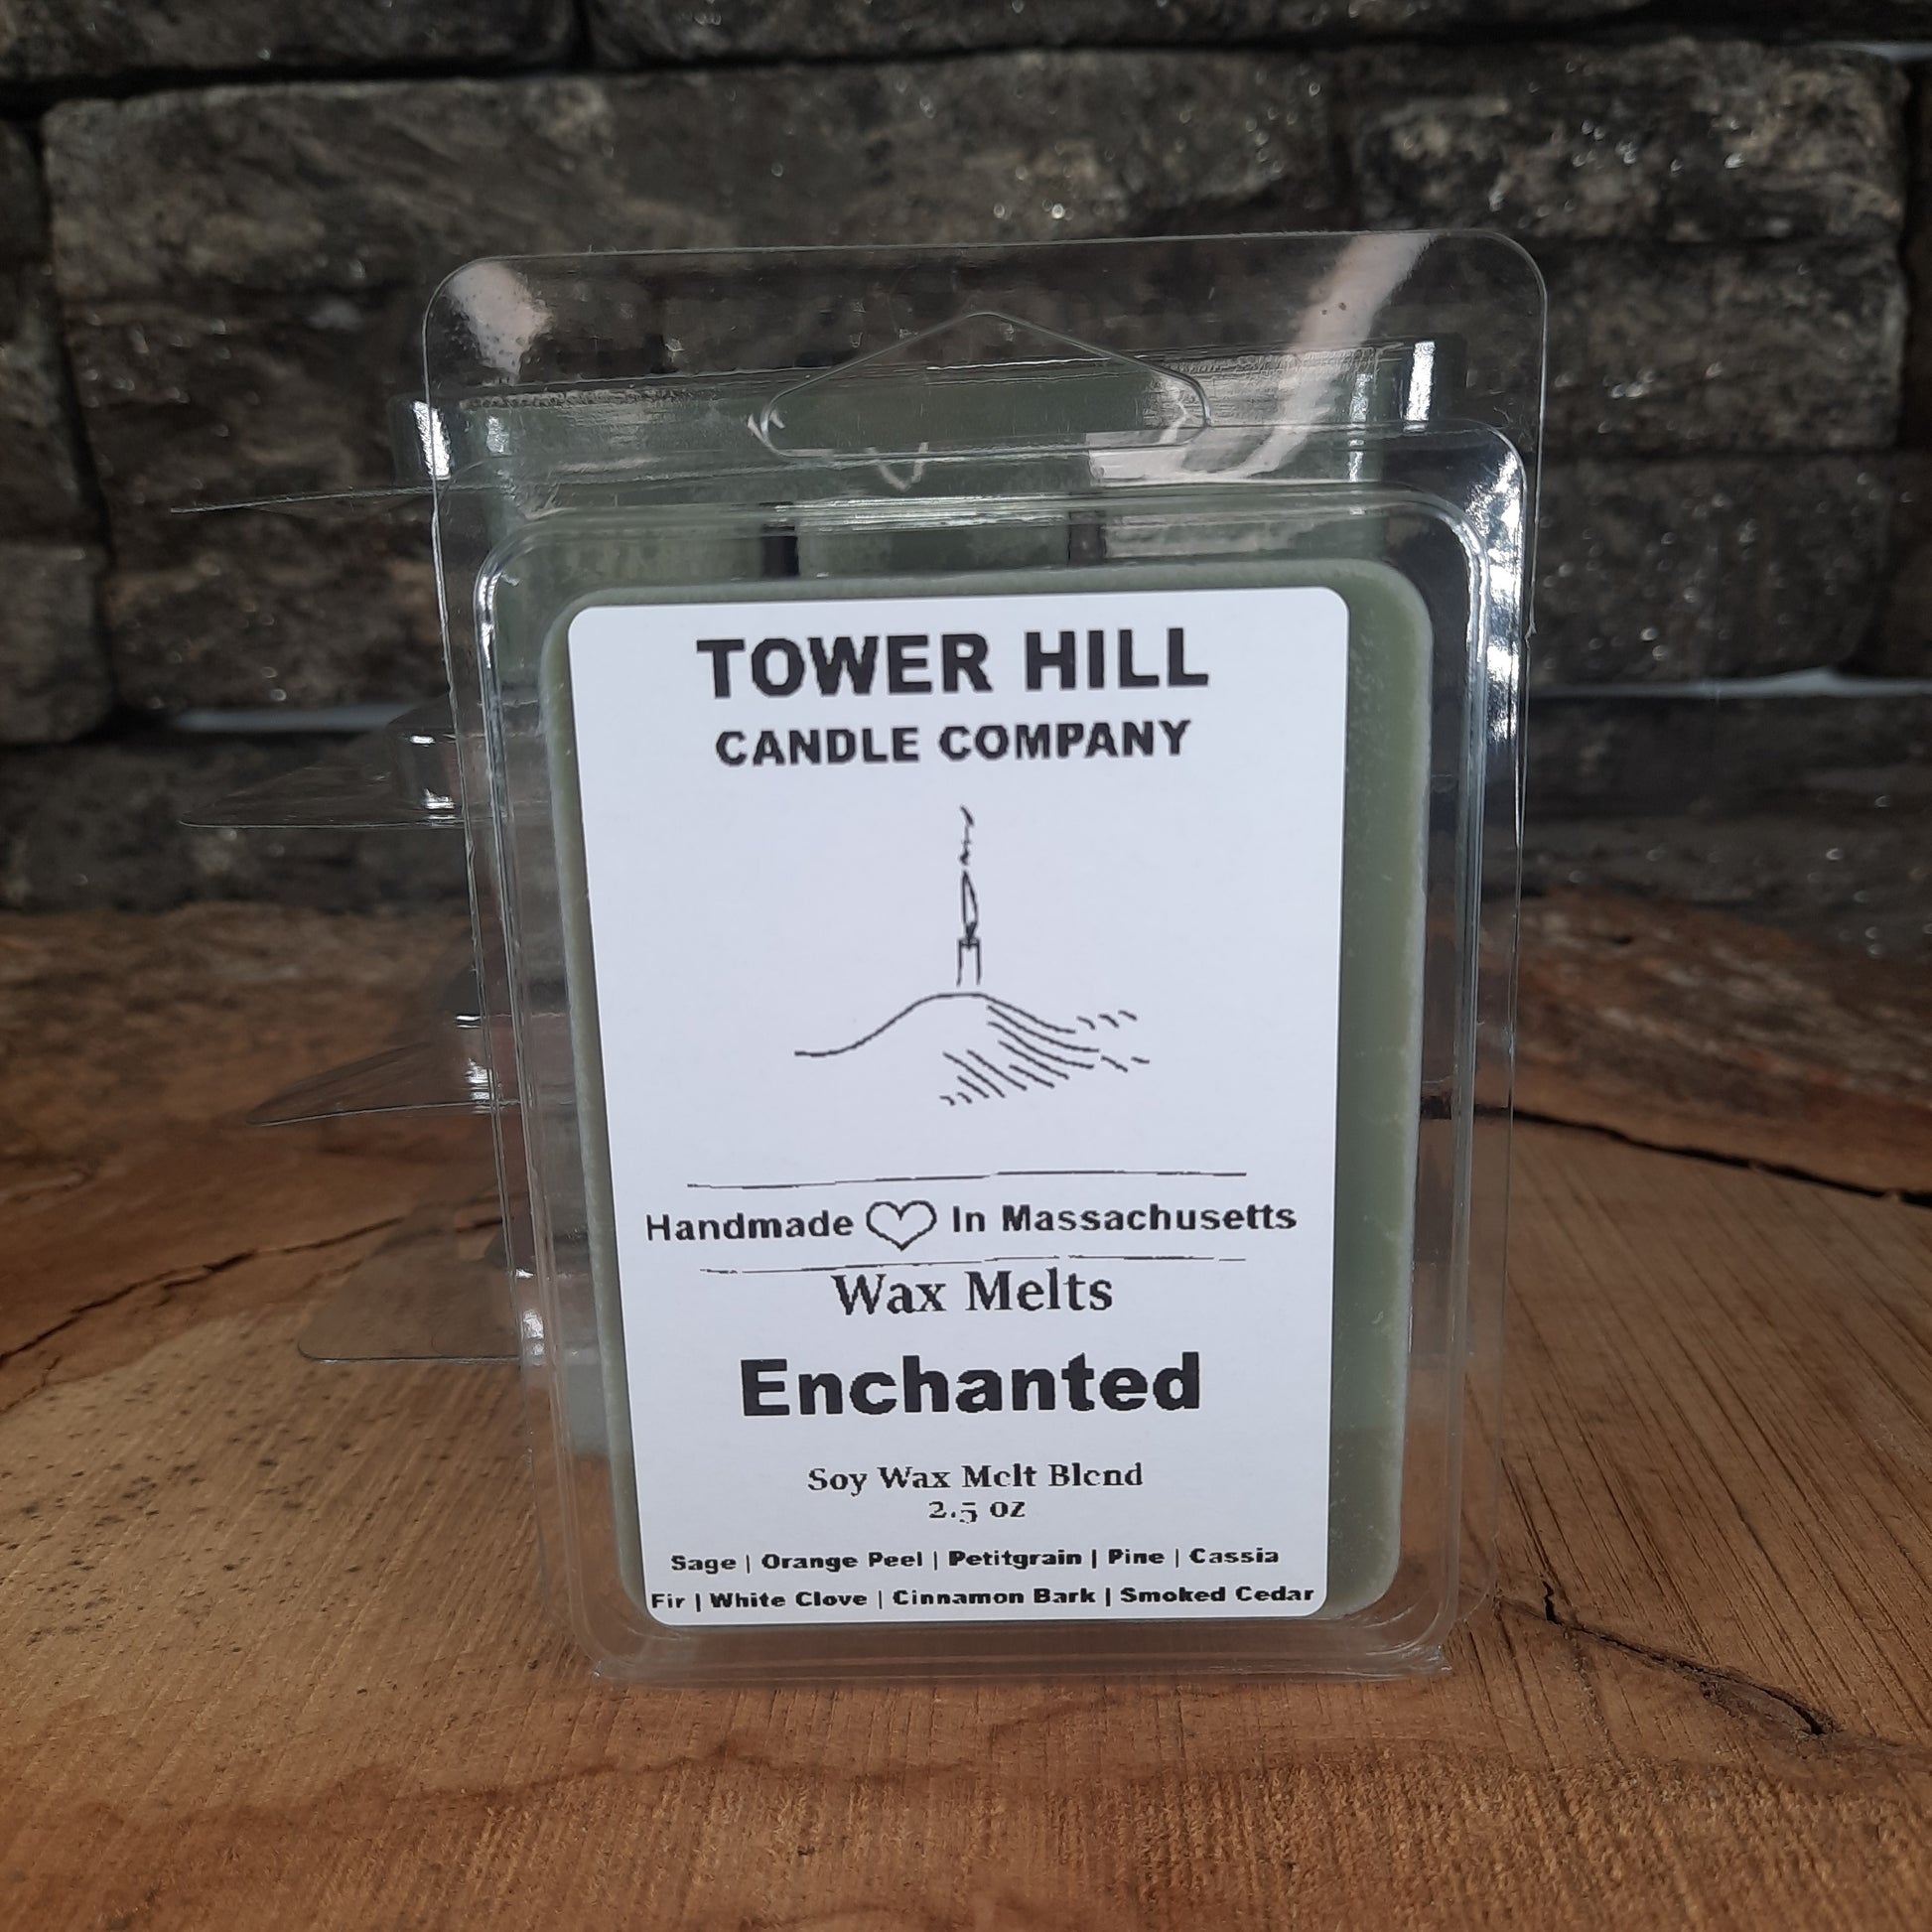 TOWER HILL
CANDLE COMPANY
Handmade In Massachusetts
Wax Melts
Enchanted
Soy Wax Melt Blend
2.5 oz
Sage | Orange Peel | Petitgrain | Pine | Cassia
Fir | White Clove | Cinnamon Bark | Smoked Cedar